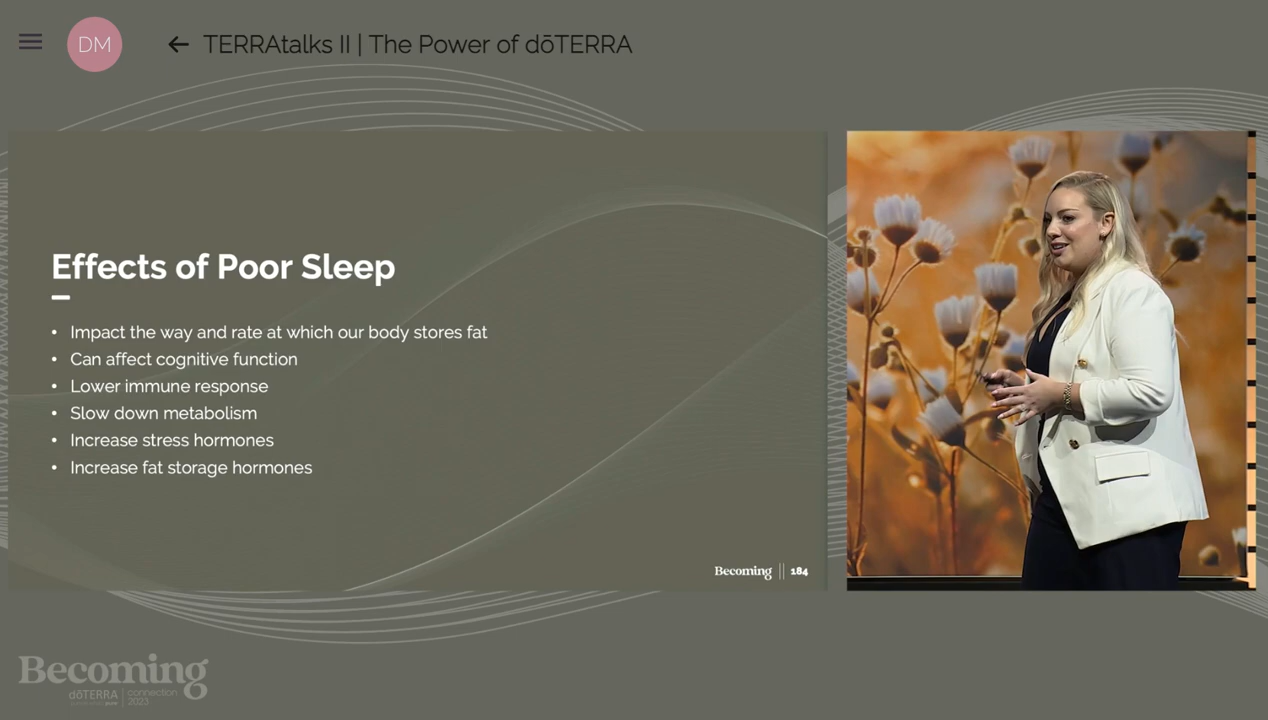 DM
← TERRAtalks II | The Power of dōTERRA
Effects of Poor Sleep
• Impact the way and rate at which our body stores fat
• Can affect cognitive function
• Lower immune response
• Slow down metabolism
• Increase stress hormones
• Increase fat storage hormones
Becoming || 184
Becoming
dōTERRA | connection
2023